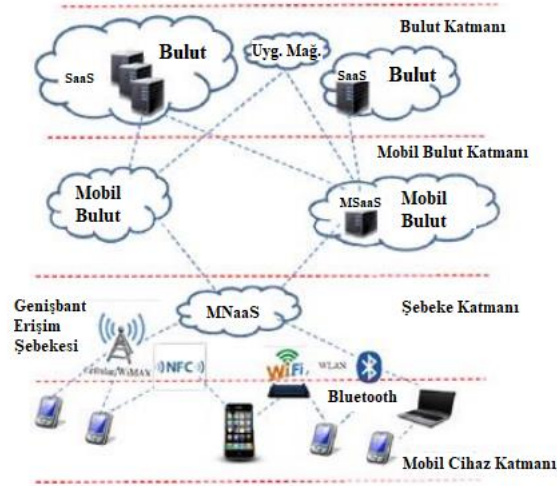 Bulut Katmanı
SaaS
Bulut
Uyg. Mağ.
SaaS
Bulut
Mobil Bulut Katmanı
Mobil
Bulut
MSaaS
Mobil
Bulut
MNaaS
Şebeke Katmanı
Genişbant
Erişim
Şebekesi
Cellular/WiMAX
NFC
WiFi
WLAN
Bluetooth
Mobil Cihaz Katmanı